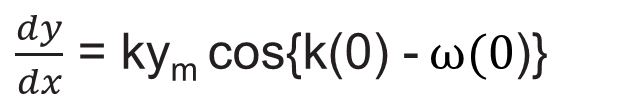 dy/dx = ky_m cos{k(0) - ω(0)}